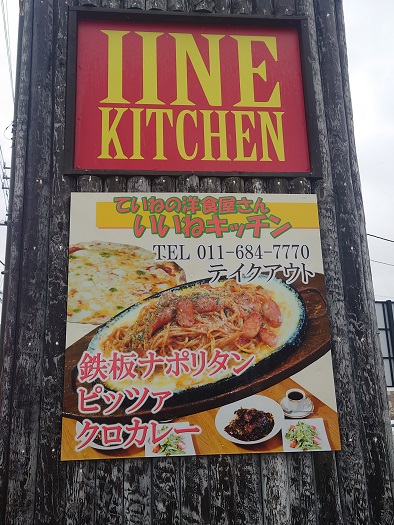 IINE
KITCHEN
ていねの洋食屋さん
いいねキッチン
TEL 011-684-7770
テイクアウト
鉄板ナポリタン
ピッツァ
クロカレー